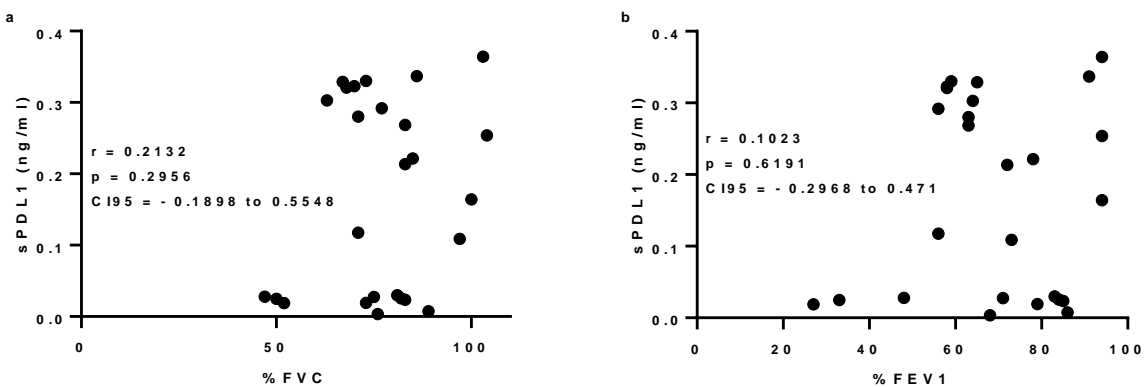 a
sPDL1 (ng/ml)
0.4
0.3
0.2
0.1
0.0
r = 0.2132
p = 0.2956
CI95 = - 0.1898 to 0.5548
0 50 100
% FVC
b
sPDL1 (ng/ml)
0.4
0.3
0.2
0.1
0.0
r = 0.1023
p = 0.6191
CI95 = - 0.2968 to 0.471
0 20 40 60 80 100
% FEV1